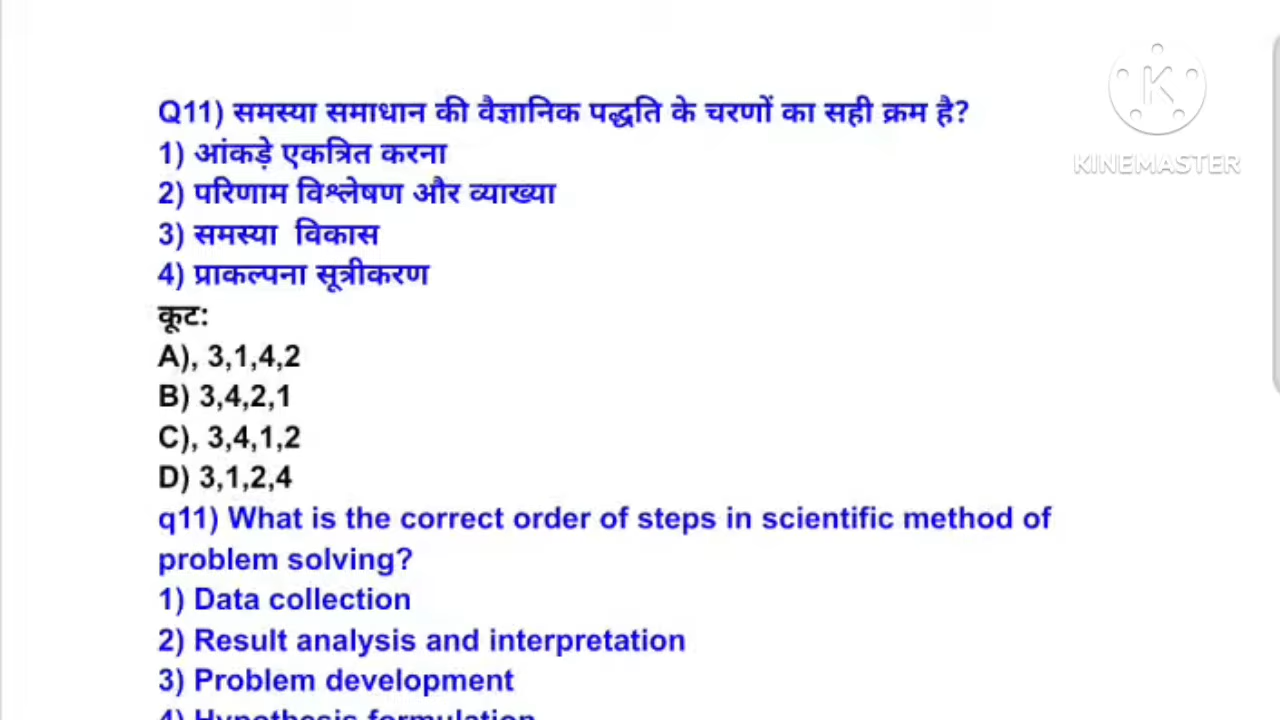 Q11) समस्या समाधान की वैज्ञानिक पद्धति के चरणों का सही क्रम है?
1) आंकड़े एकत्रित करना
2) परिणाम विश्लेषण और व्याख्या
3) समस्या विकास
4) प्राकल्पना सूत्रीकरण
कूट:
A), 3,1,4,2
B) 3,4,2,1
C), 3,4,1,2
D) 3,1,2,4
q11) What is the correct order of steps in scientific method of
problem solving?
1) Data collection
2) Result analysis and interpretation
3) Problem development
4) Hypothesis formulation
K
KINEMASTER